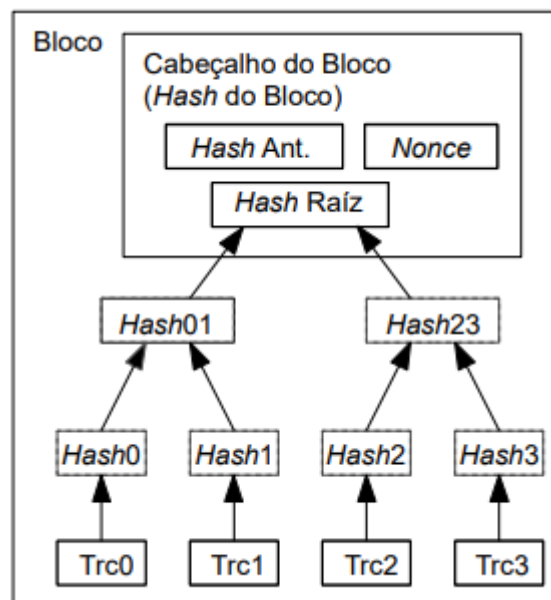 Bloco
Cabeçalho do Bloco
(Hash do Bloco)
Hash Ant.
Nonce
Hash Raíz
Hash01
Hash23
Hash0
Hash1
Hash2
Hash3
Trc0
Trc1
Trc2
Trc3